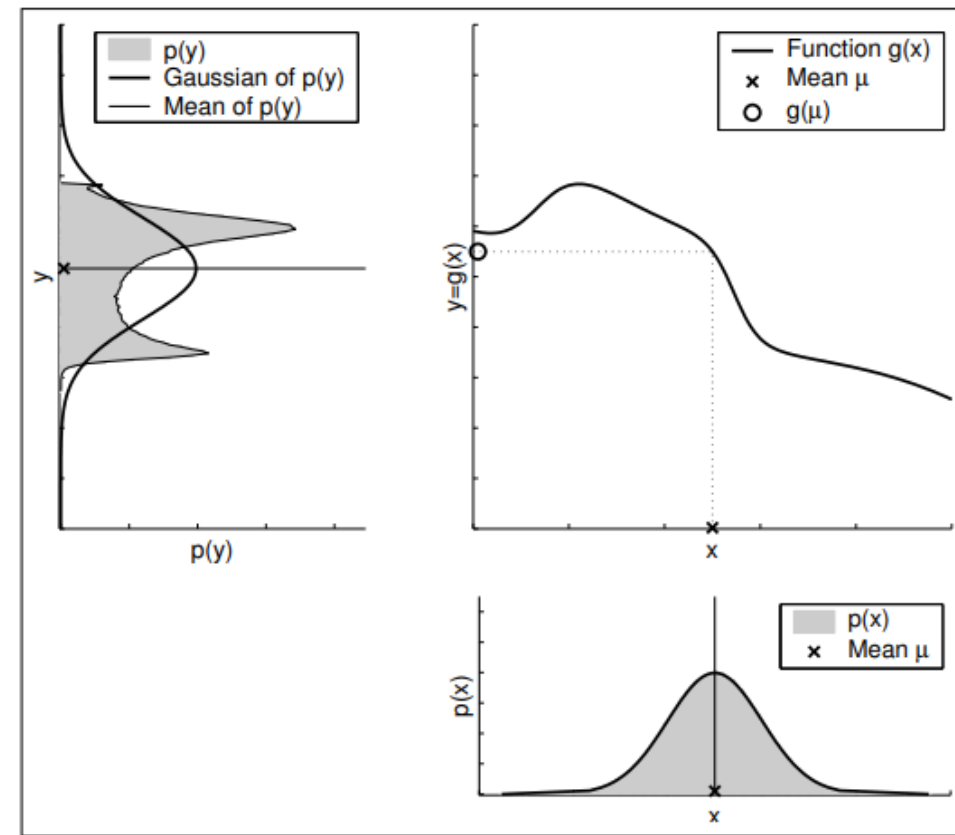 p(y)
Gaussian of p(y)
Mean of p(y)
y
p(y)
Function g(x)
Mean μ
g(μ)
y=g(x)
x
p(x)
Mean μ
p(x)
x